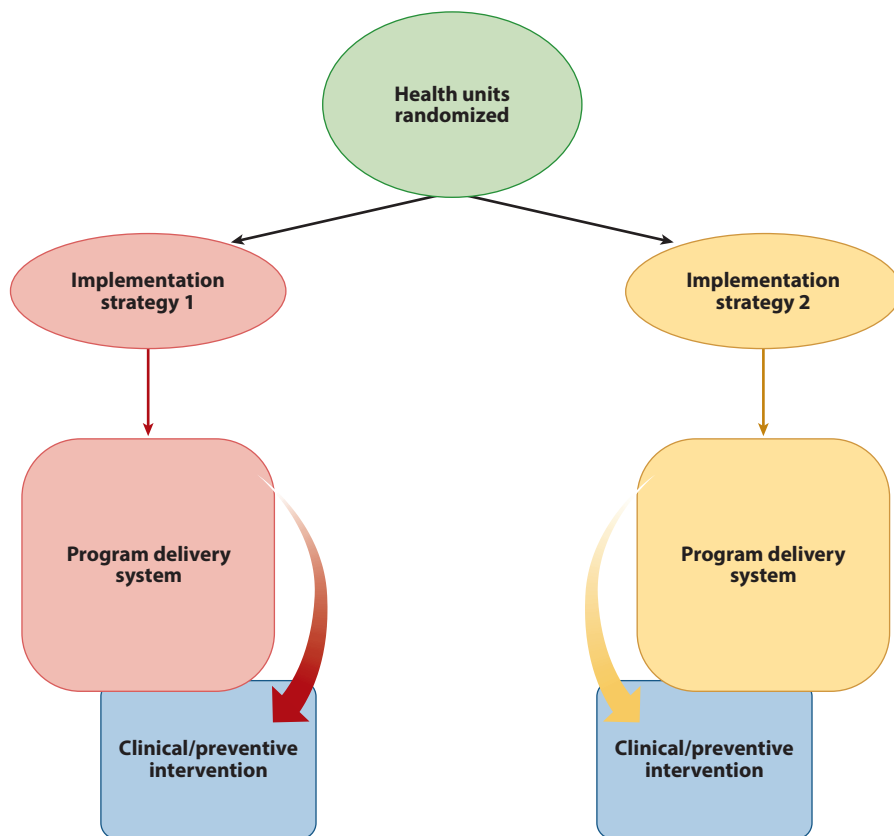 Health units
randomized
Implementation
strategy 1
Implementation
strategy 2
Program delivery
system
Program delivery
system
Clinical/preventive
intervention
Clinical/preventive
intervention